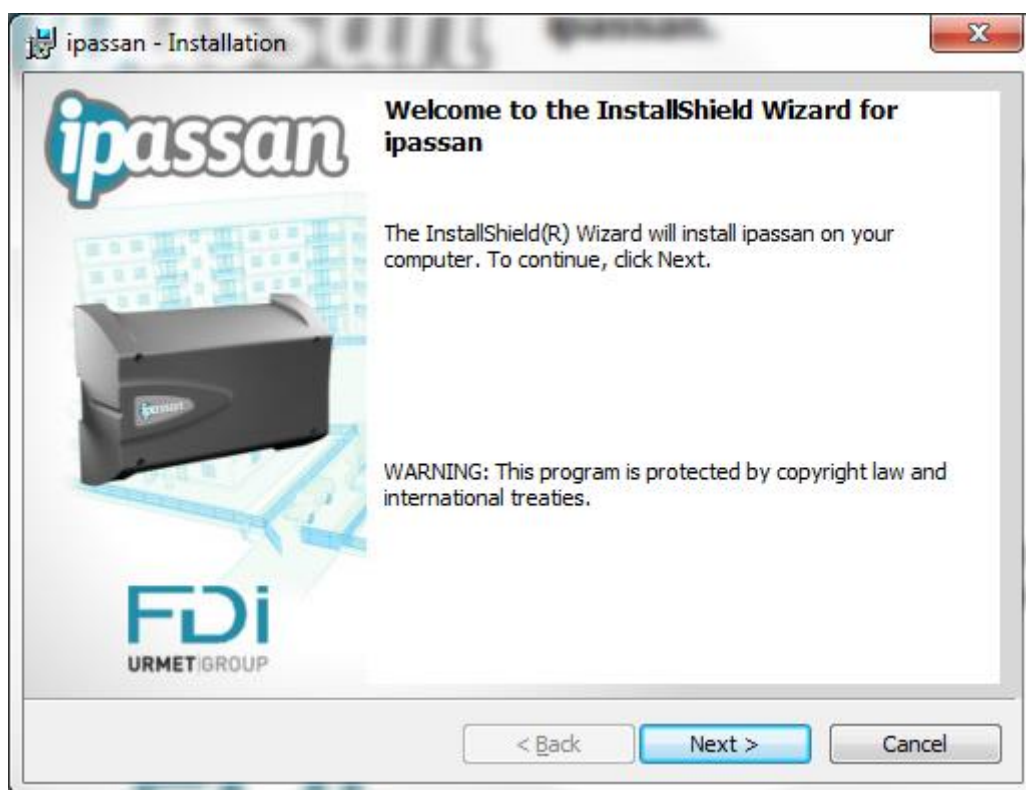 ipassan - Installation
ipassan.
ipassan
Welcome to the InstallShield Wizard for
ipassan
The InstallShield(R) Wizard will install ipassan on your
computer. To continue, click Next.
ipassan
WARNING: This program is protected by copyright law and
international treaties.
FDi
URMET GROUP
< Back
Next >
Cancel